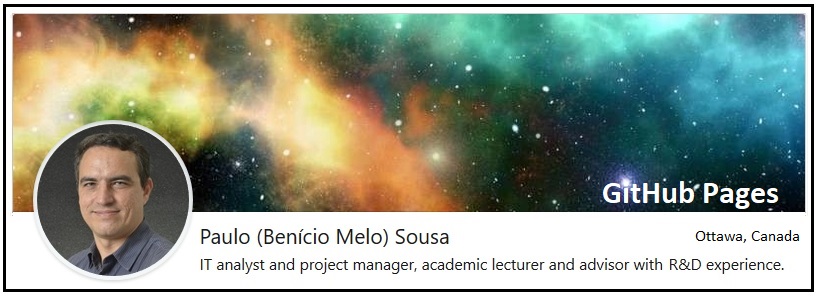 GitHub Pages
Paulo (Benício Melo) Sousa
Ottawa, Canada
IT analyst and project manager, academic lecturer and advisor with R&D experience.